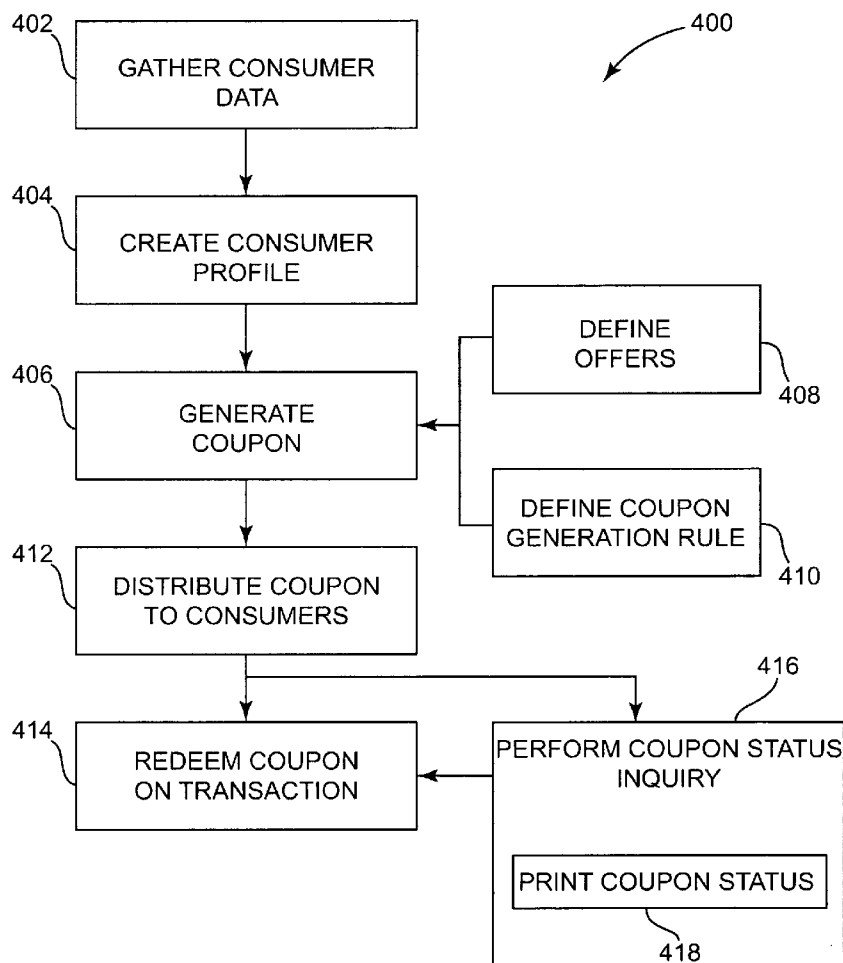 402
GATHER CONSUMER
DATA
400
404
CREATE CONSUMER
PROFILE
406
GENERATE
COUPON
DEFINE
OFFERS
408
DEFINE COUPON
GENERATION RULE
410
412
DISTRIBUTE COUPON
TO CONSUMERS
414
REDEEM COUPON
ON TRANSACTION
416
PERFORM COUPON STATUS
INQUIRY
PRINT COUPON STATUS
418